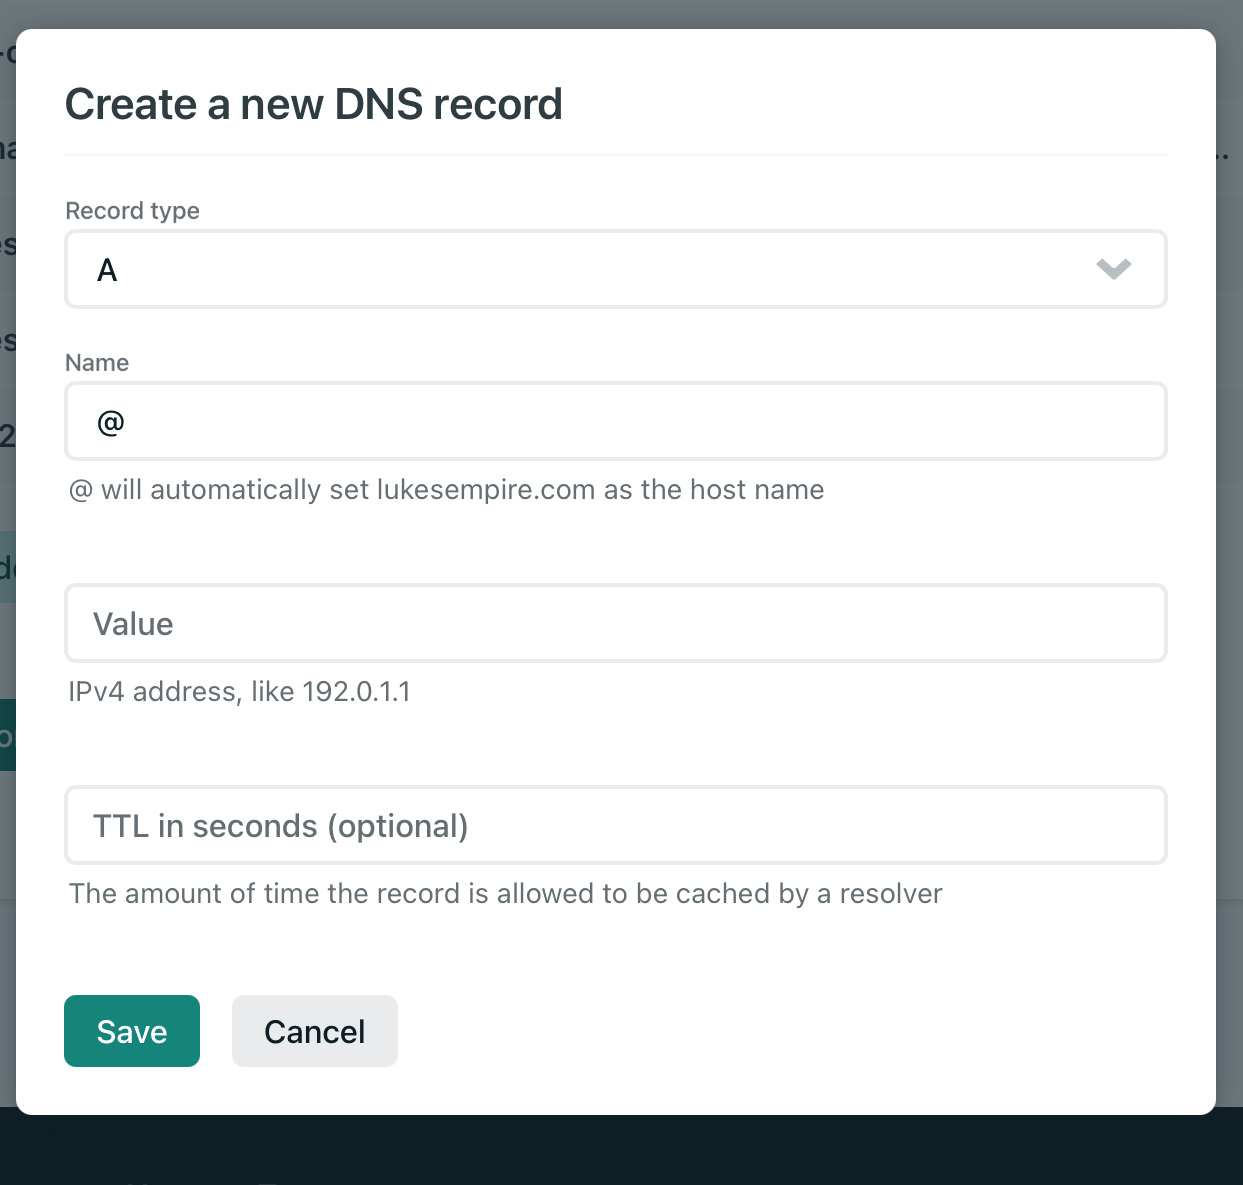 Create a new DNS record
Record type
A
Name
@
@ will automatically set lukesempire.com as the host name
Value
IPv4 address, like 192.0.1.1
TTL in seconds (optional)
The amount of time the record is allowed to be cached by a resolver
Save
Cancel